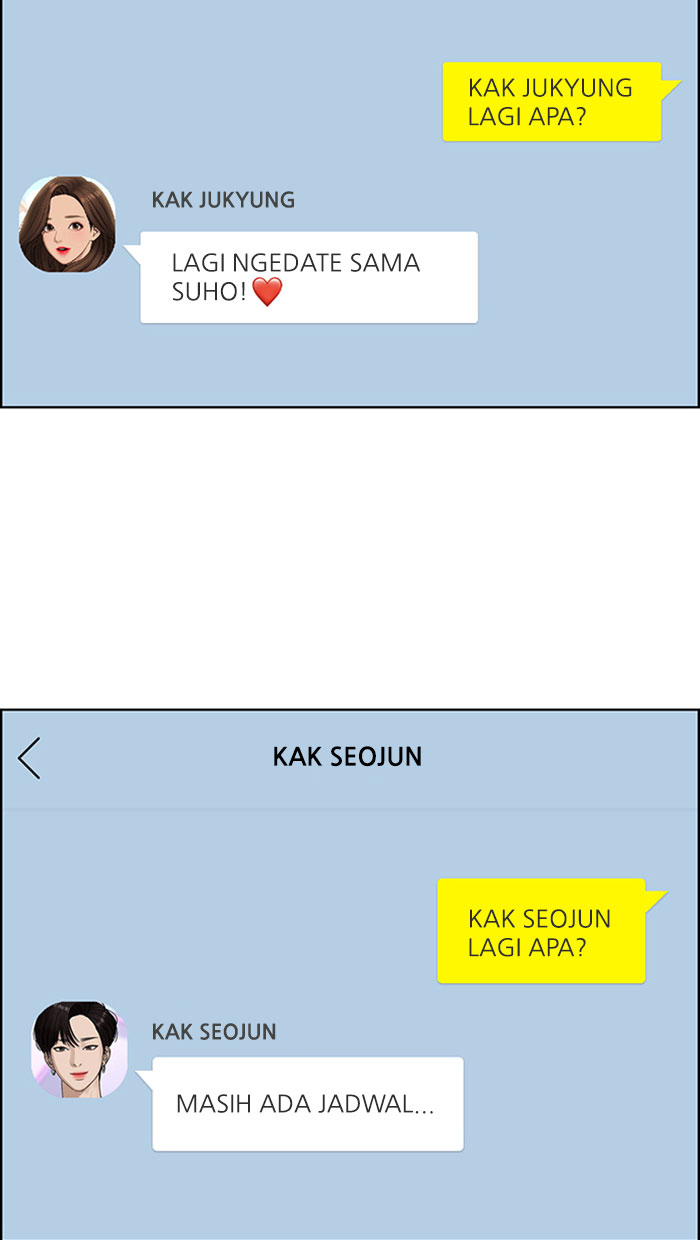 KAK JUKYUNG
LAGI APA?
KAK JUKYUNG
LAGI NGEDATE SAMA
SUHO! ❤️
KAK SEOJUN
KAK SEOJUN
LAGI APA?
KAK SEOJUN
MASIH ADA JADWAL...